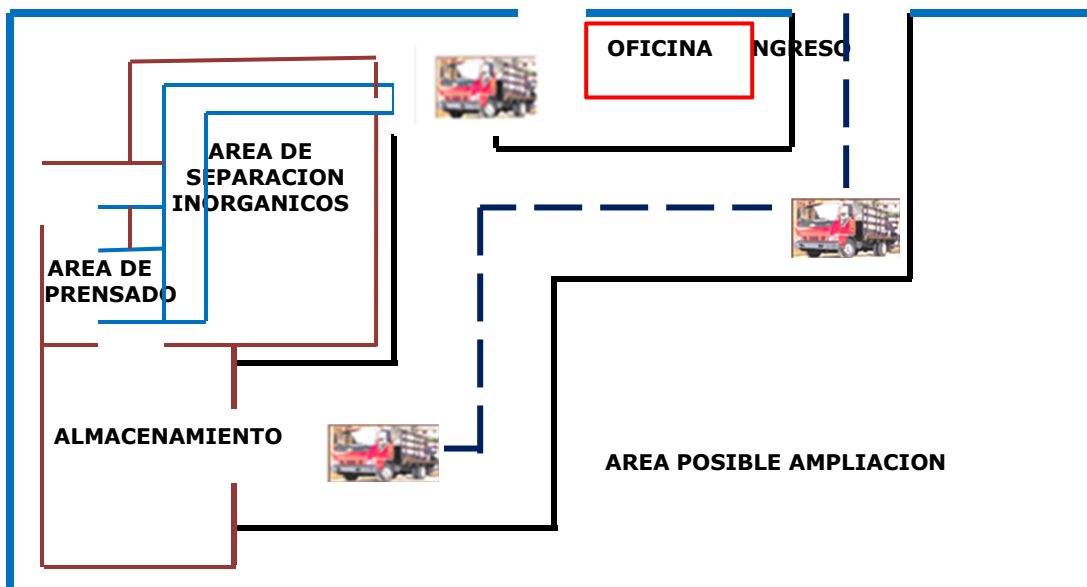 OFICINA NGRESO
AREA DE
SEPARACION
INORGANICOS
AREA DE
PRENSADO
ALMACENAMIENTO
AREA POSIBLE AMPLIACION